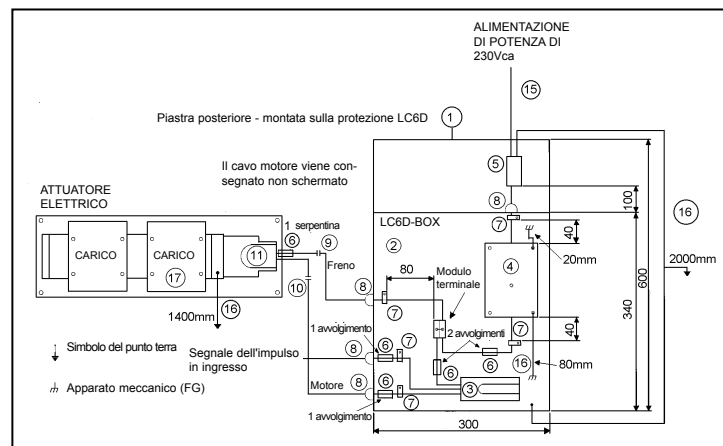 ALIMENTAZIONE
DI POTENZA DI
230Vca
15
Piastra posteriore - montata sulla protezione LC6D
1
5
Il cavo motore viene con-
segnato non schermato
8
100
ATTUATORE
ELETTRICO
LC6D-BOX
7
16
1 serpentina
6
9
2
40
20mm
CARICO
CARICO
11
Freno
80
4
2000mm
600
17
10
Modulo
terminale
340
16
8
7
1400mm
1 avvolgimento
7
2 avvolgimenti
7
40
Simbolo del punto terra
Segnale dell'impulso
in ingresso
8
6
6
6
16
80mm
Apparato meccanico (FG)
Motore
8
6
7
3
1 avvolgimento
300